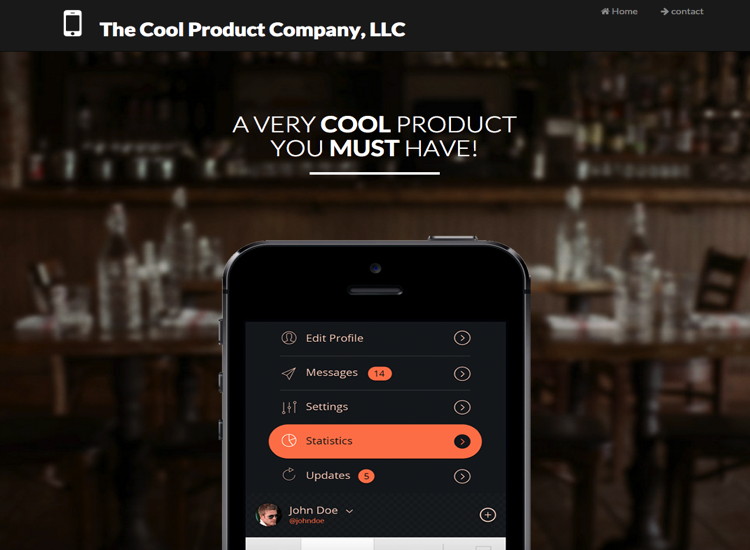 The Cool Product Company, LLC
Home
contact
A VERY COOL PRODUCT
YOU MUST HAVE!
Edit Profile
Messages 14
Settings
Statistics
Updates 5
John Doe
@johndoe